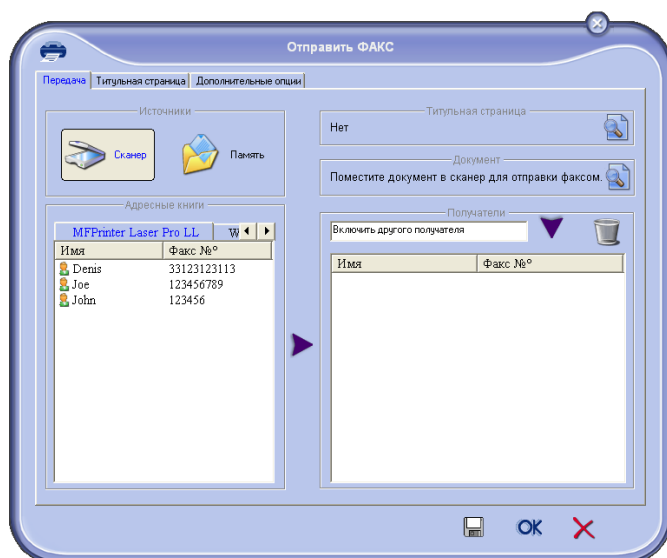 Отправить ФАКС
Передача Титульная страница Дополнительные опции
Источники
Сканер Память
Титульная страница
Нет
Документ
Поместите документ в сканер для отправки факсом.
Адресные книги
MFPrinter Laser Pro LL W
Имя Факс №º
Denis 33123123113
Joe 123456789
John 123456
Получатели
Включить другого получателя
Имя Факс №º
OK